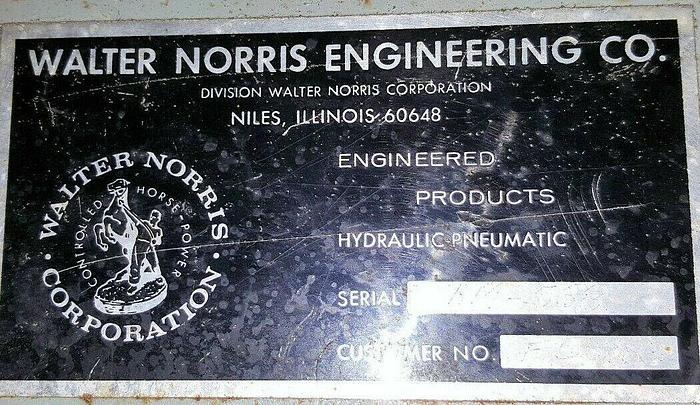 WALTER NORRIS ENGINEERING CO.
DIVISION WALTER NORRIS CORPORATION
NILES, ILLINOIS 60648
WALTER NORRIS
CORPORATION
CONTROLLED HORSE POWER
ENGINEERED
PRODUCTS
HYDRAULIC-PNEUMATIC
SERIAL
CUSTOMER NO.